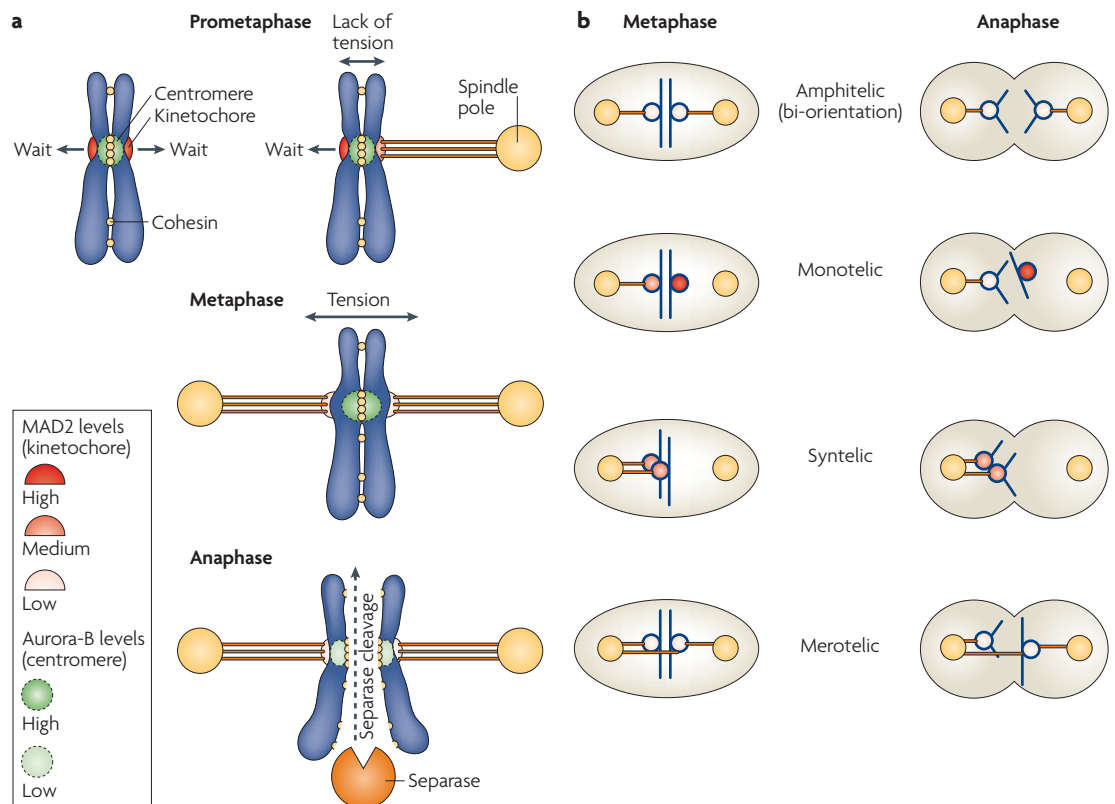 a
Prometaphase
Lack of
tension
Centromere
Kinetochore
Wait
Wait
Wait
Spindle
pole
Cohesin
Metaphase
Tension
MAD2 levels
(kinetochore)
High
Medium
Low
Aurora-B levels
(centromere)
High
Low
Anaphase
Separase cleavage
Separase
b
Metaphase
Anaphase
Amphitelic
(bi-orientation)
Monotelic
Syntelic
Merotelic